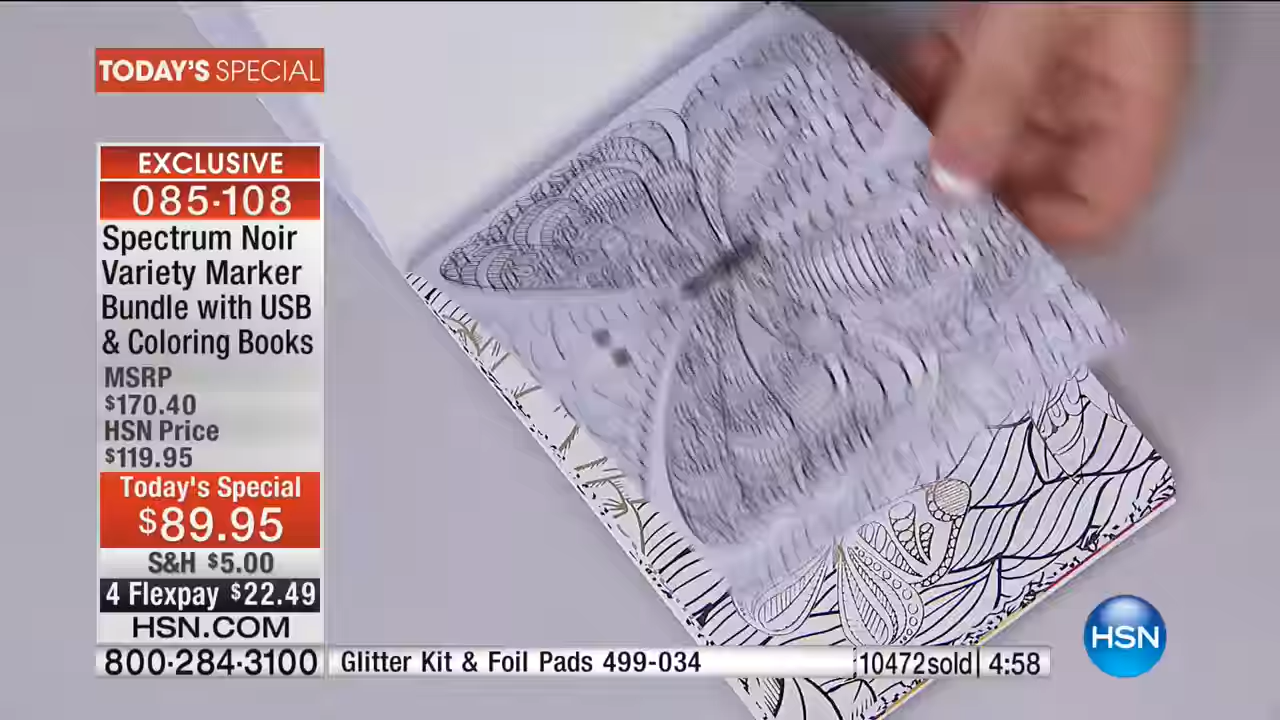 TODAY'S SPECIAL
EXCLUSIVE
085·108
Spectrum Noir
Variety Marker
Bundle with USB
& Coloring Books
MSRP
$170.40
HSN Price
$119.95
Today's Special
$89.95
S&H $5.00
4 Flexpay $22.49
HSN.COM
800·284·3100
Glitter Kit & Foil Pads 499-034
10472sold
4:58
HSN